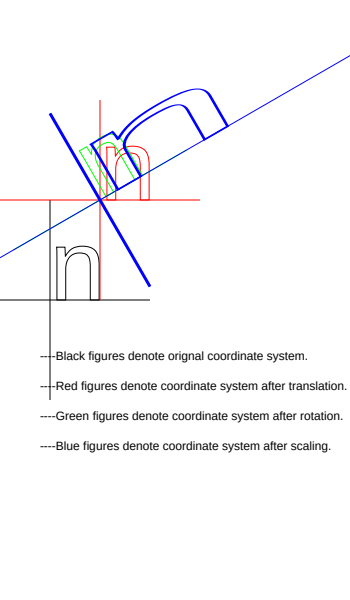 n
n
n
n
----Black figures denote orignal coordinate system.
----Red figures denote coordinate system after translation.
----Green figures denote coordinate system after rotation.
----Blue figures denote coordinate system after scaling.